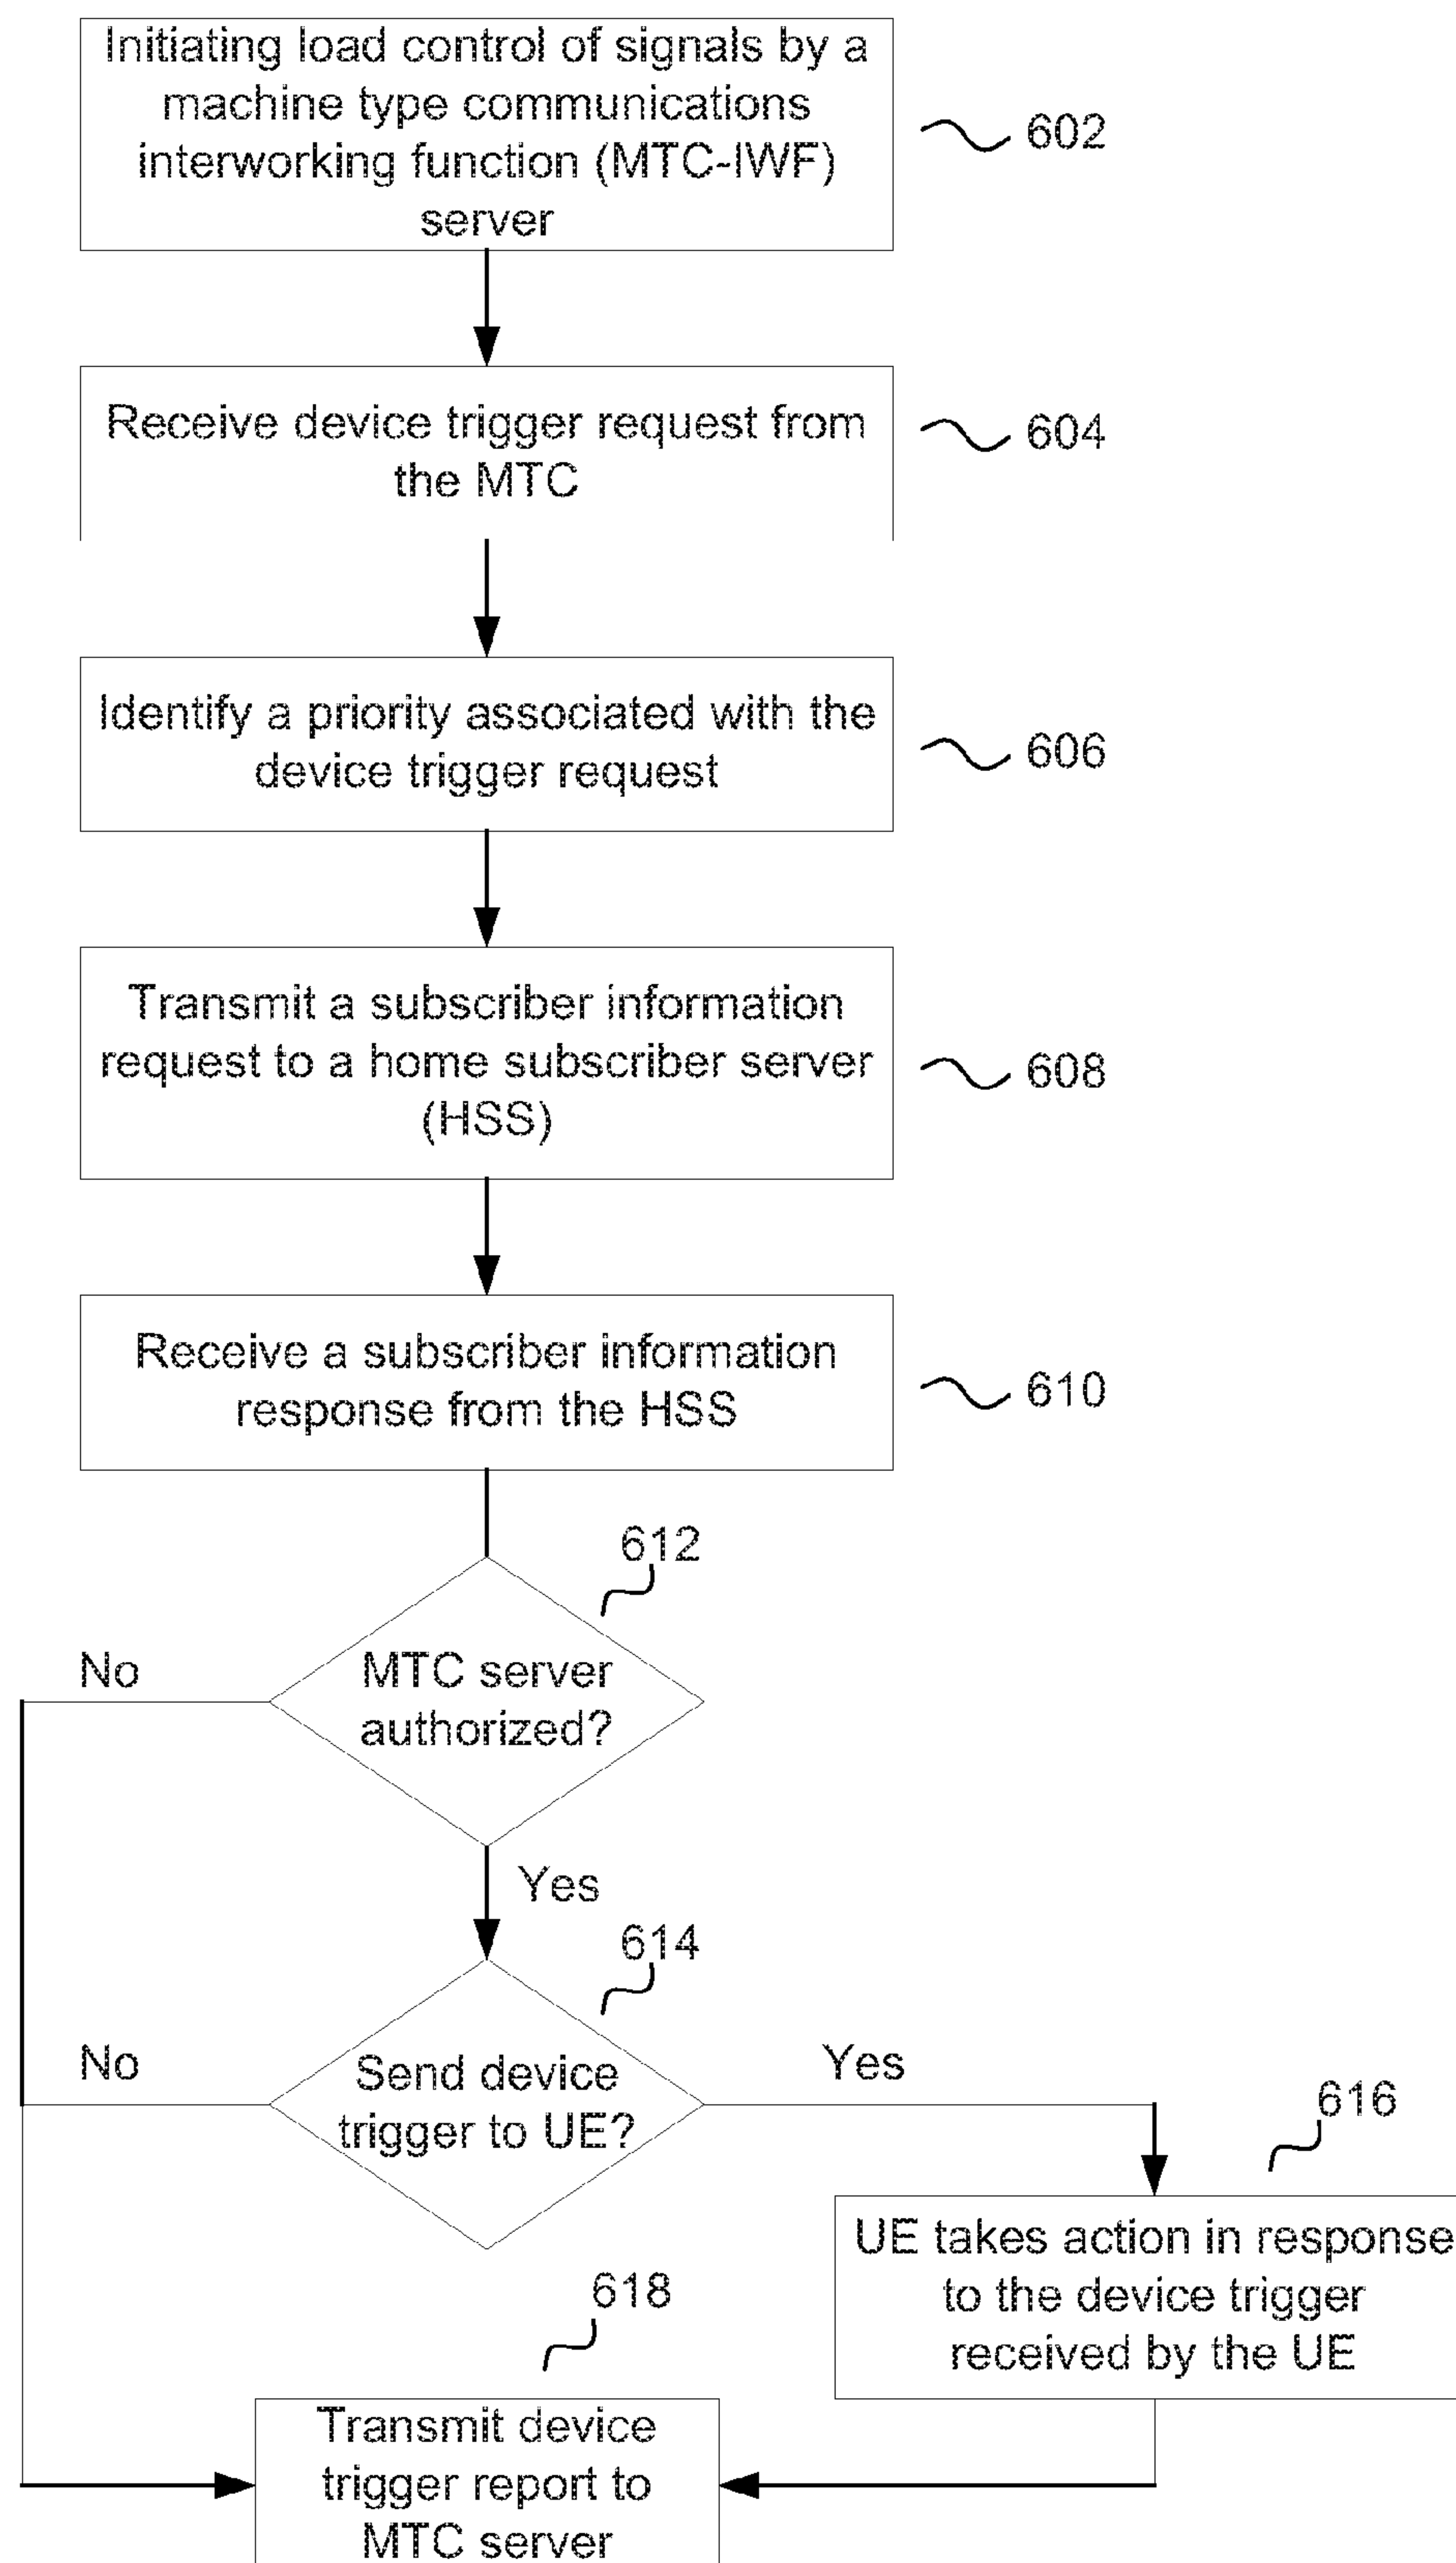 Initiating load control of signals by a
machine type communications
interworking function (MTC-IWF)
server
602
Receive device trigger request from
the MTC
604
Identify a priority associated with the
device trigger request
606
Transmit a subscriber information
request to a home subscriber server
(HSS)
608
Receive a subscriber information
response from the HSS
610
612
No
MTC server
authorized?
Yes
614
No
Send device
trigger to UE?
Yes
616
UE takes action in response
to the device trigger
received by the UE
618
Transmit device
trigger report to
MTC server